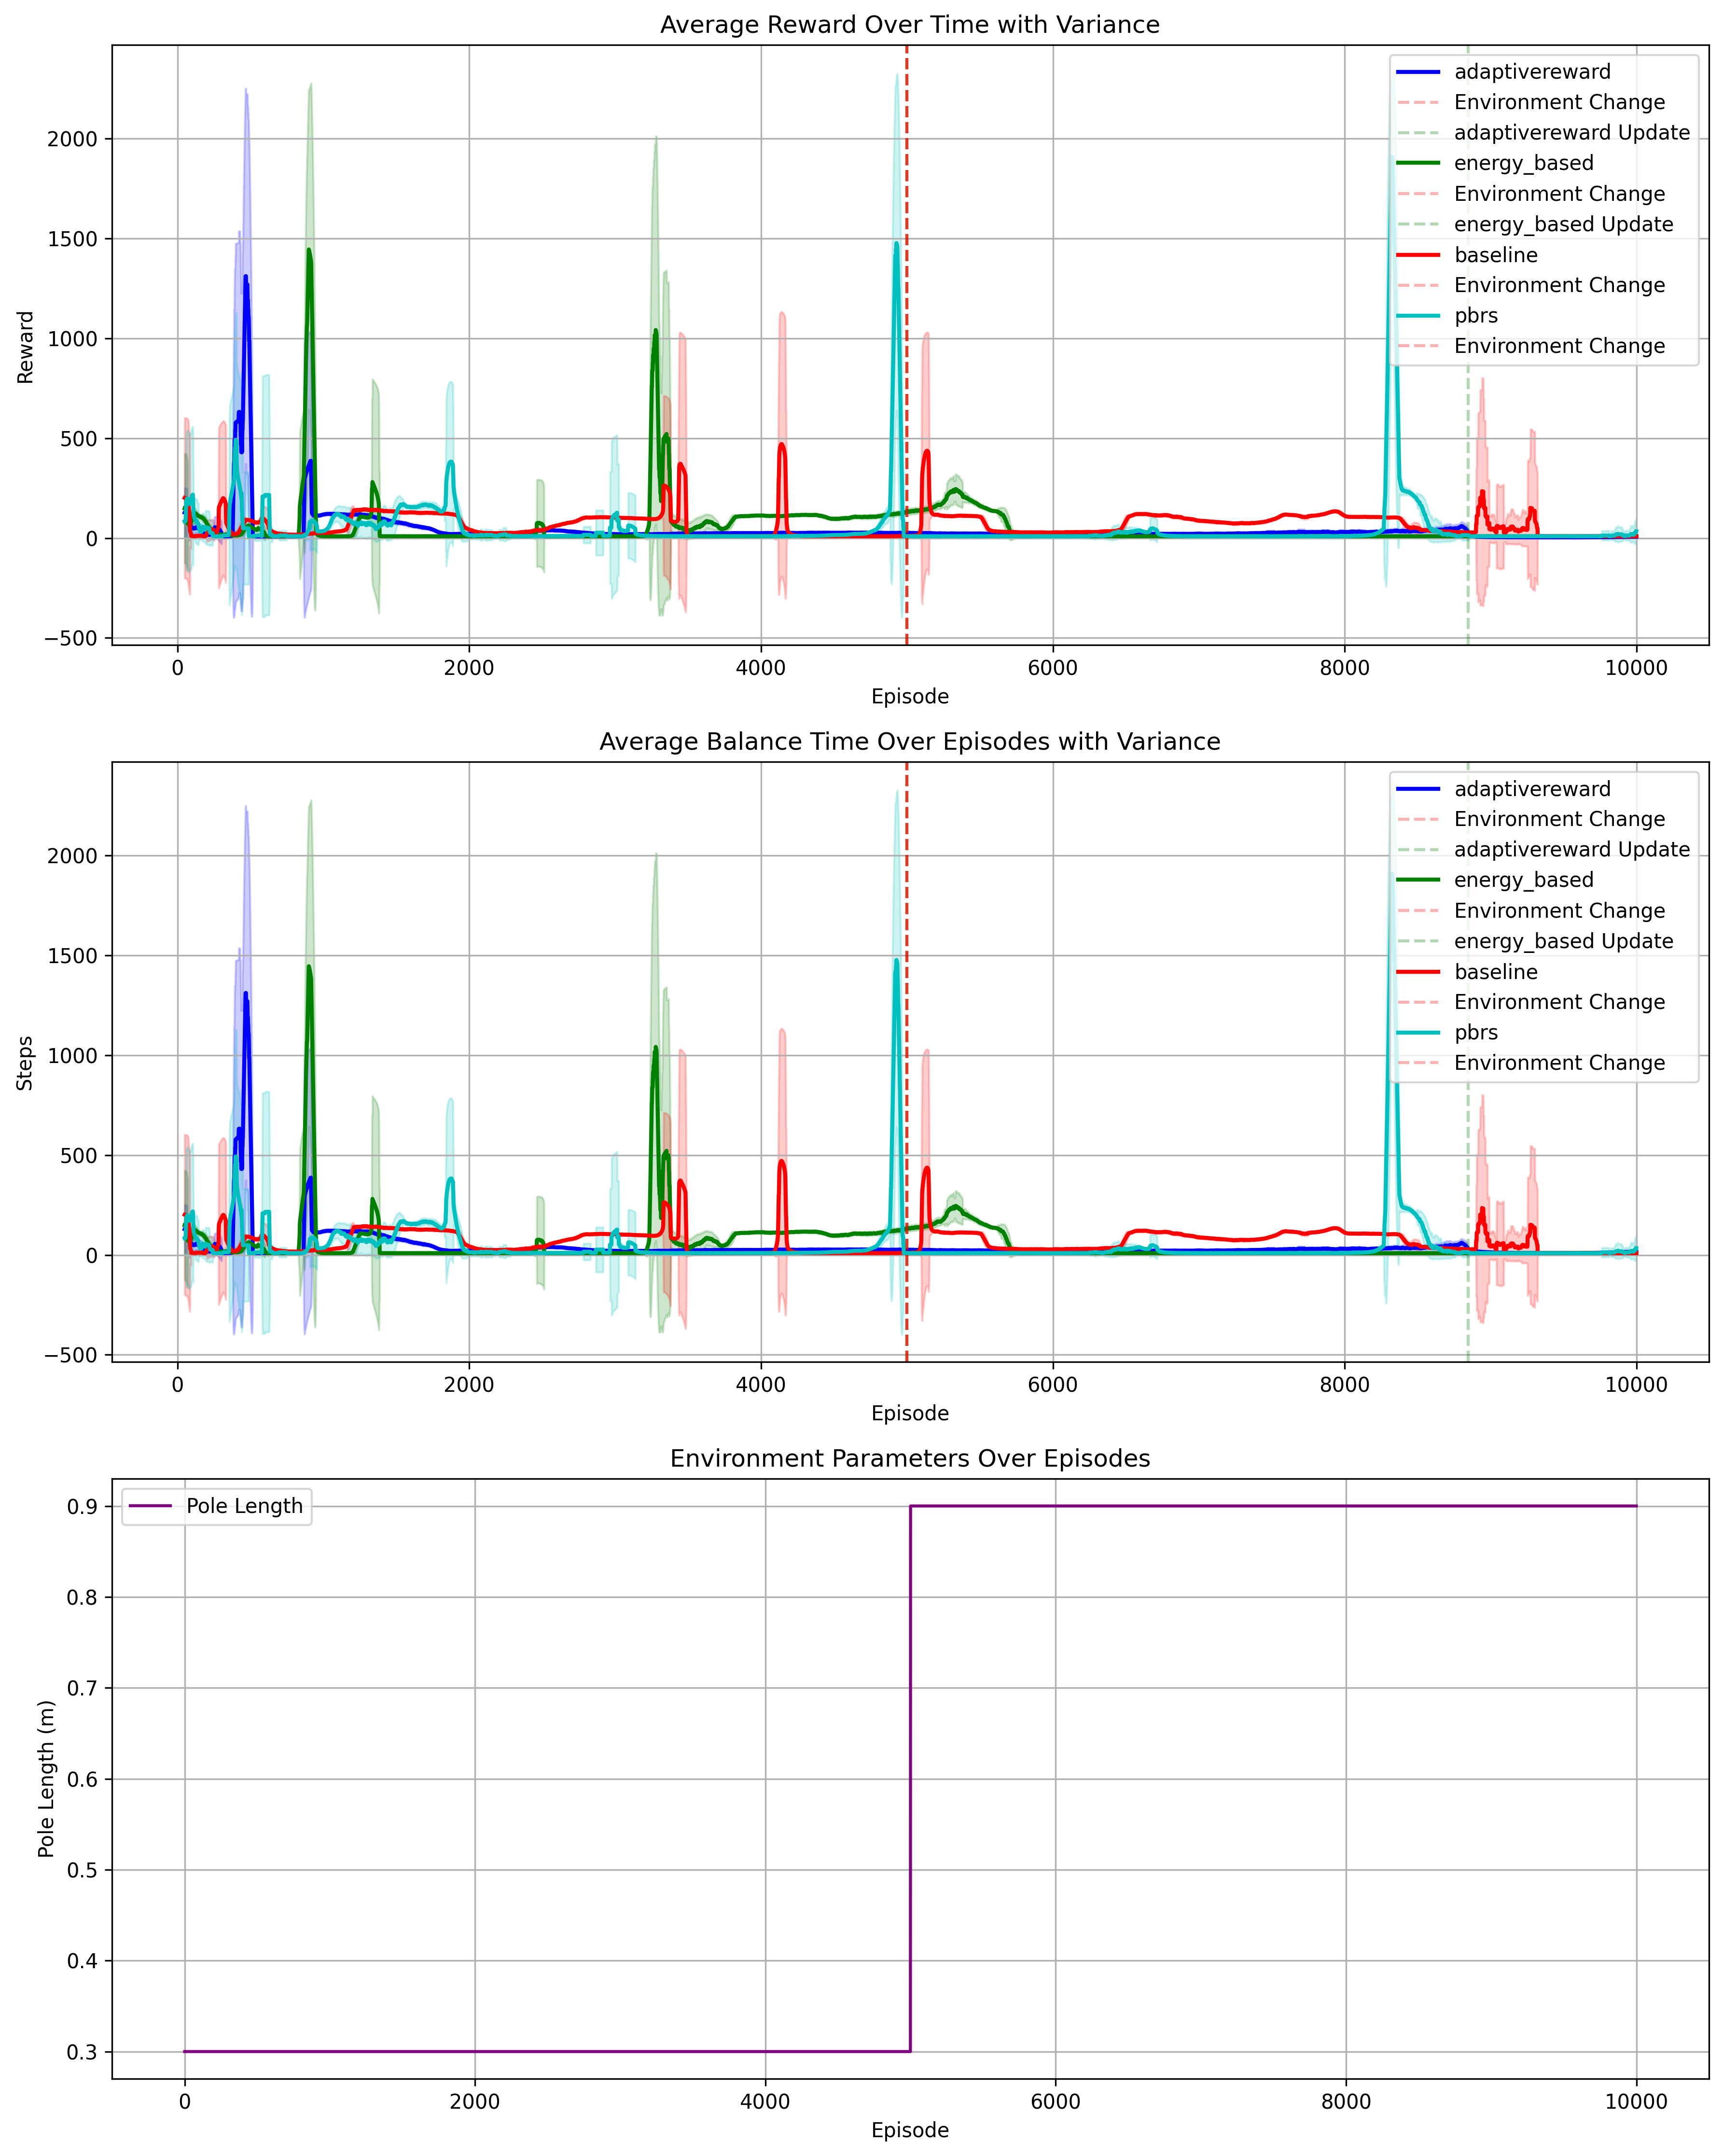 Average Reward Over Time with Variance
Reward
2000
1500
1000
500
0
−500
adaptivereward
Environment Change
adaptivereward Update
energy_based
Environment Change
energy_based Update
baseline
Environment Change
pbrs
Environment Change
0 2000 4000 6000 8000 10000
Episode
Average Balance Time Over Episodes with Variance
Steps
2000
1500
1000
500
0
−500
adaptivereward
Environment Change
adaptivereward Update
energy_based
Environment Change
energy_based Update
baseline
Environment Change
pbrs
Environment Change
0 2000 4000 6000 8000 10000
Episode
Environment Parameters Over Episodes
Pole Length (m)
0.9
0.8
0.7
0.6
0.5
0.4
0.3
Pole Length
0 2000 4000 6000 8000 10000
Episode